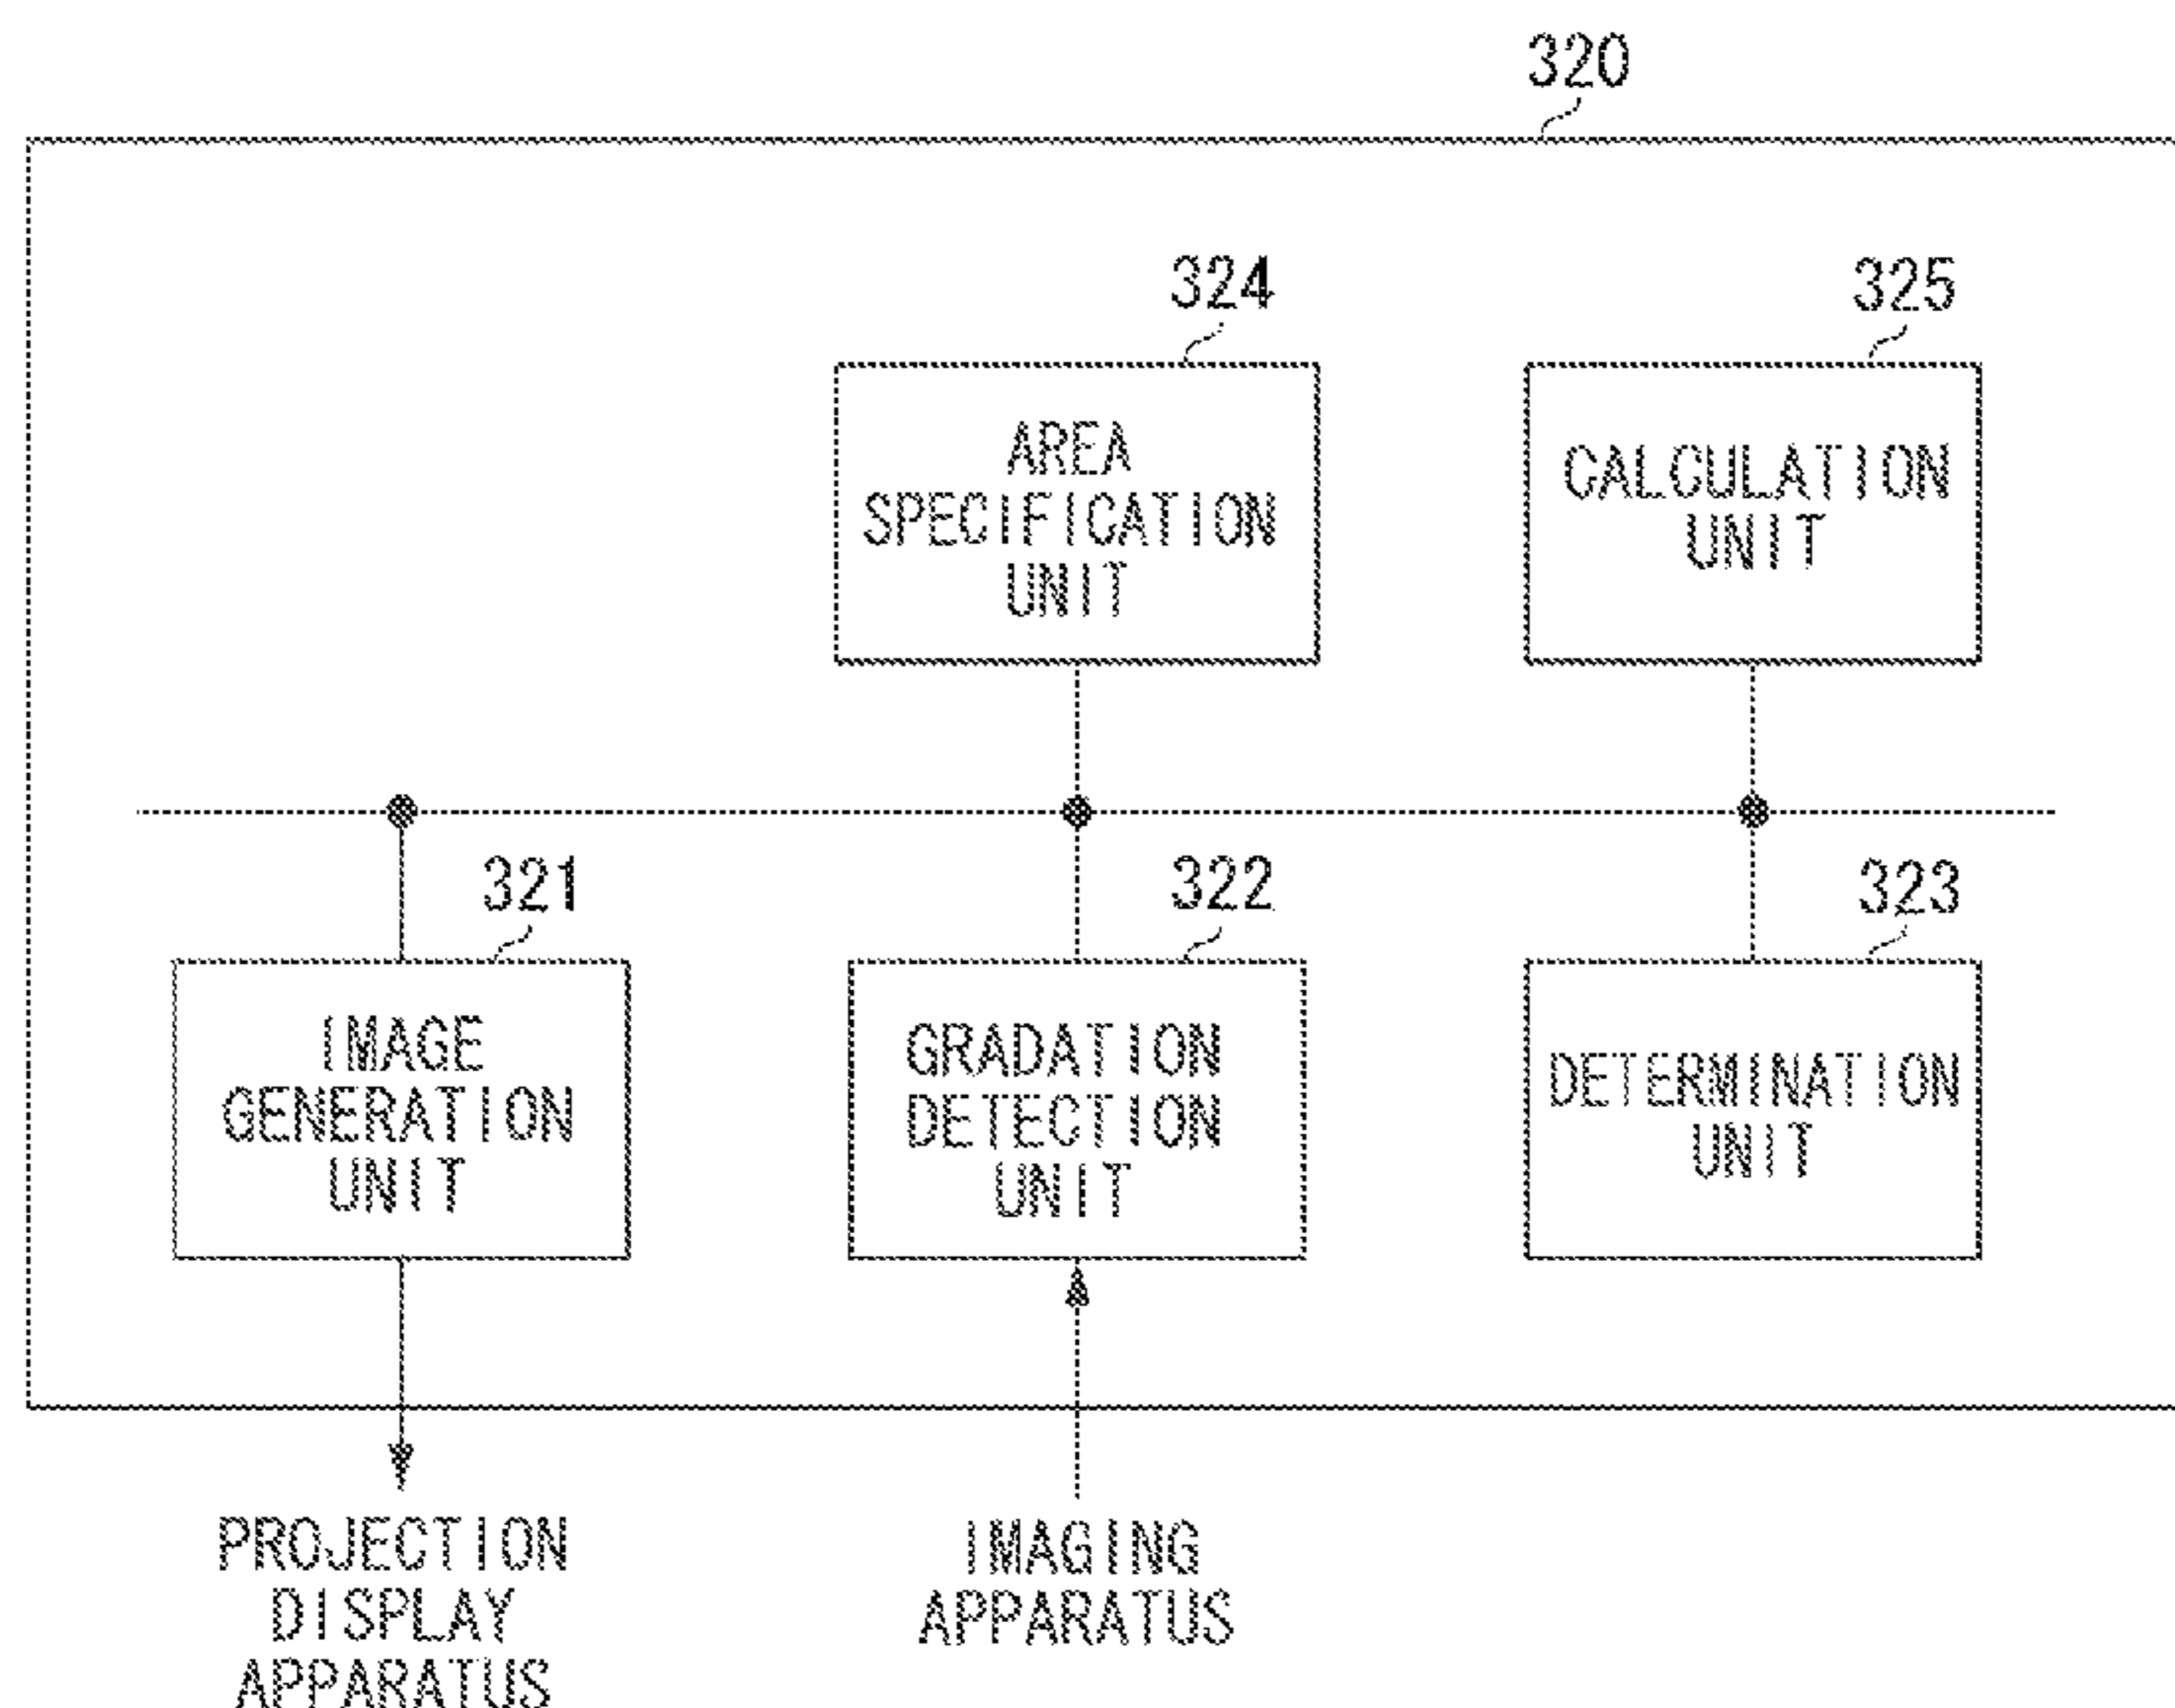 320
324
325
AREA
SPECIFICATION
UNIT
CALCULATION
UNIT
321
322
323
IMAGE
GENERATION
UNIT
GRADATION
DETECTION
UNIT
DETERMINATION
UNIT
PROJECTION
DISPLAY
APPARATUS
IMAGING
APPARATUS